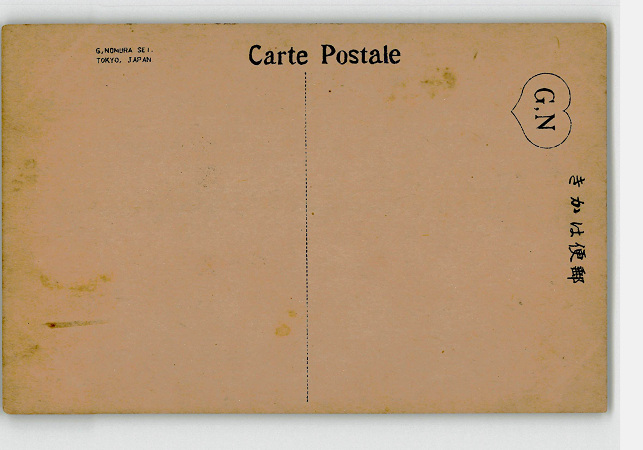 G,NOMURA SEI.
TOKYO, JAPAN
Carte Postale
G,N
きかは便郵